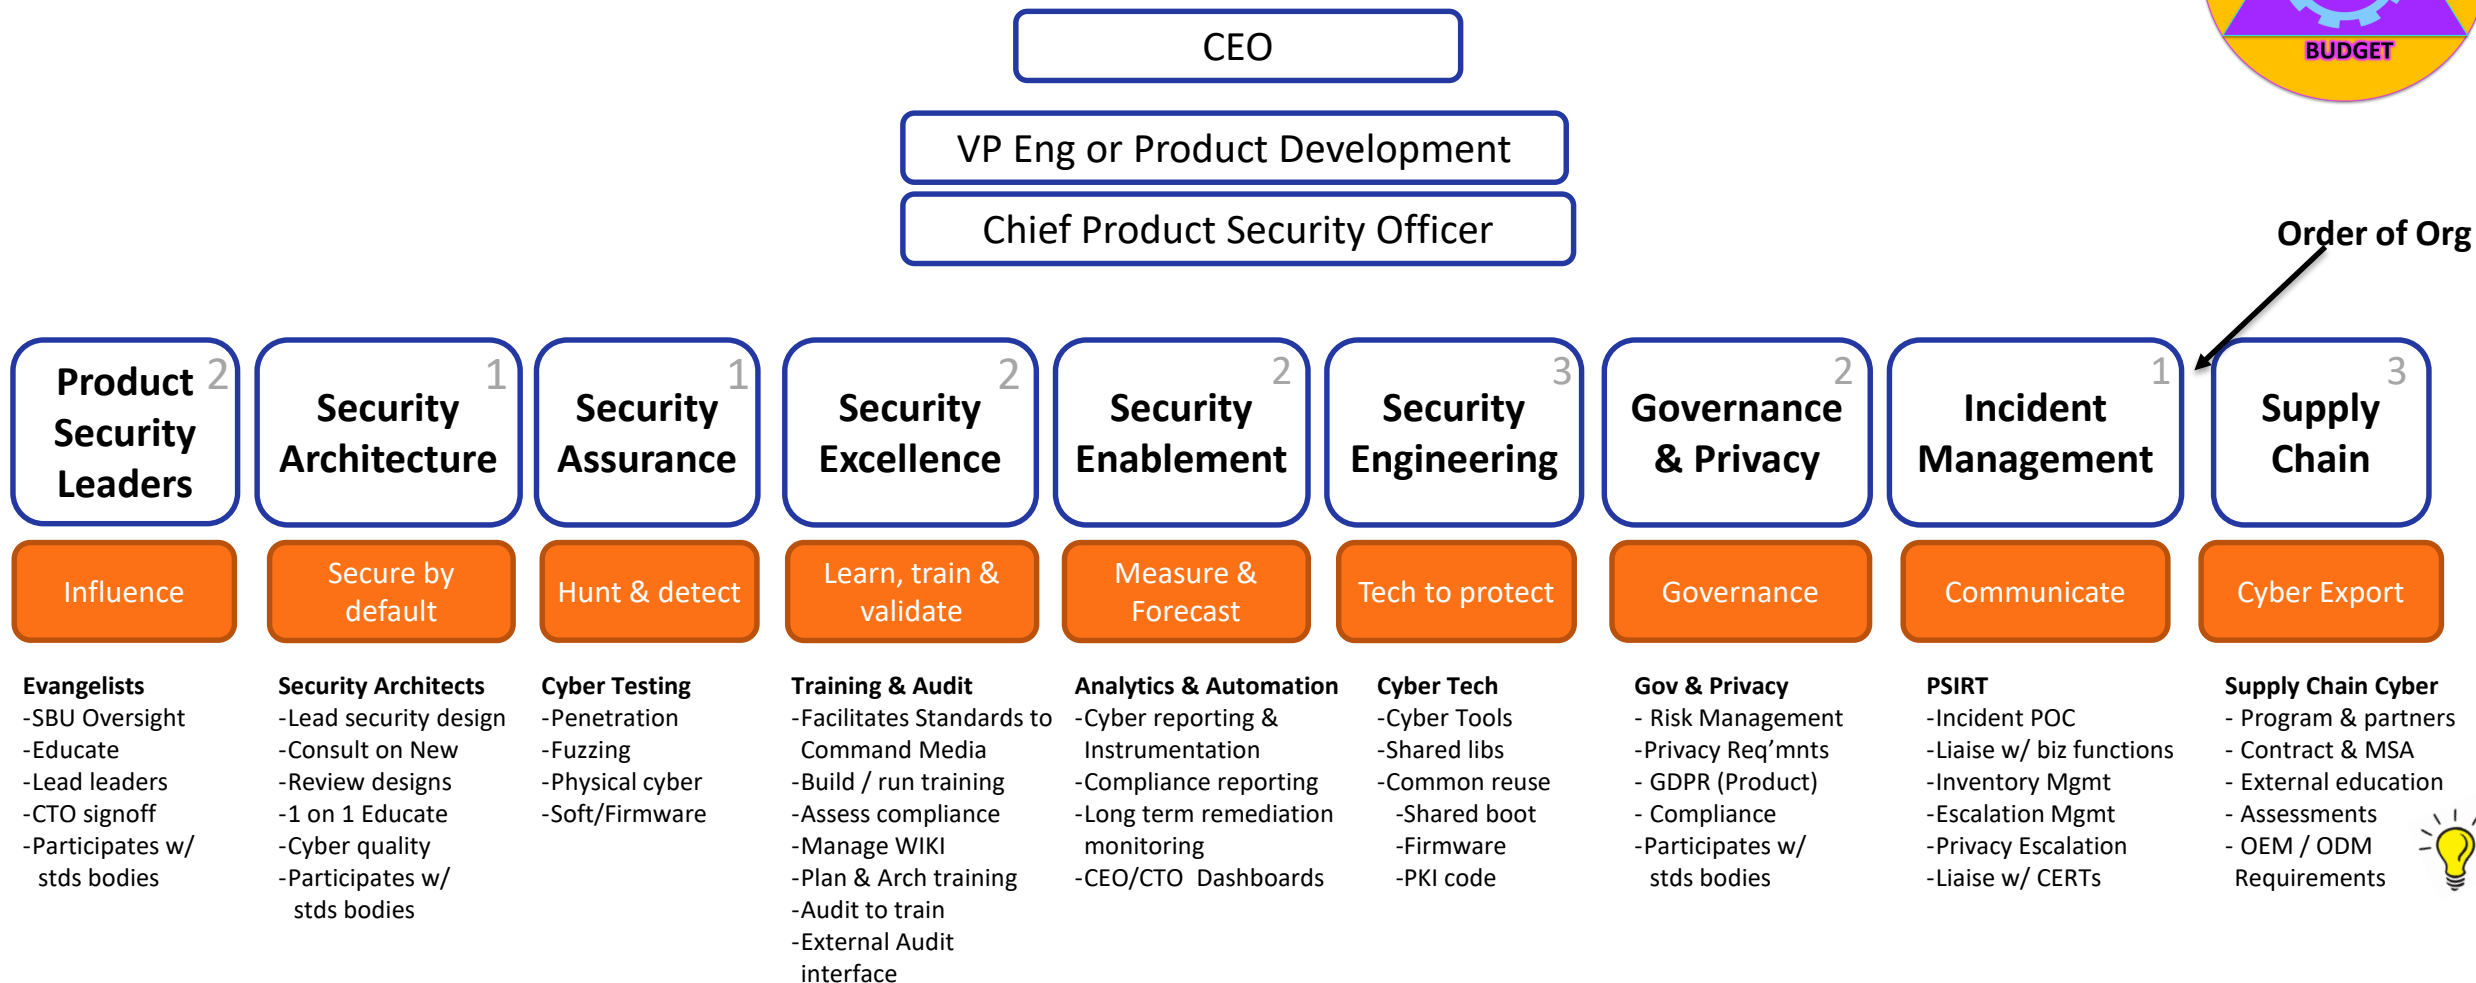 BUDGET
CEO
VP Eng or Product Development
Chief Product Security Officer
Order of Org
Product 2
Security
Leaders
1
Security
Architecture
1
Security
Assurance
2
Security
Excellence
2
Security
Enablement
3
Security
Engineering
2
Governance
& Privacy
1
Incident
Management
3
Supply
Chain
Influence
Secure by
default
Hunt & detect
Learn, train &
validate
Measure &
Forecast
Tech to protect
Governance
Communicate
Cyber Export
Evangelists
-SBU Oversight
-Educate
-Lead leaders
-CTO signoff
-Participates w/
stds bodies
Security Architects
-Lead security design
-Consult on New
-Review designs
-1 on 1 Educate
-Cyber quality
-Participates w/
stds bodies
Cyber Testing
-Penetration
-Fuzzing
-Physical cyber
-Soft/Firmware
Training & Audit
-Facilitates Standards to
Command Media
-Build / run training
-Assess compliance
-Manage WIKI
-Plan & Arch training
-Audit to train
-External Audit
interface
Analytics & Automation
-Cyber reporting &
Instrumentation
-Compliance reporting
-Long term remediation
monitoring
-CEO/CTO Dashboards
Cyber Tech
-Cyber Tools
-Shared libs
-Common reuse
-Shared boot
-Firmware
-PKI code
Gov & Privacy
- Risk Management
-Privacy Req’mnts
- GDPR (Product)
- Compliance
-Participates w/
stds bodies
PSIRT
-Incident POC
-Liaise w/ biz functions
-Inventory Mgmt
-Escalation Mgmt
-Privacy Escalation
-Liaise w/ CERTs
Supply Chain Cyber
- Program & partners
- Contract & MSA
- External education
- Assessments
- OEM / ODM
Requirements